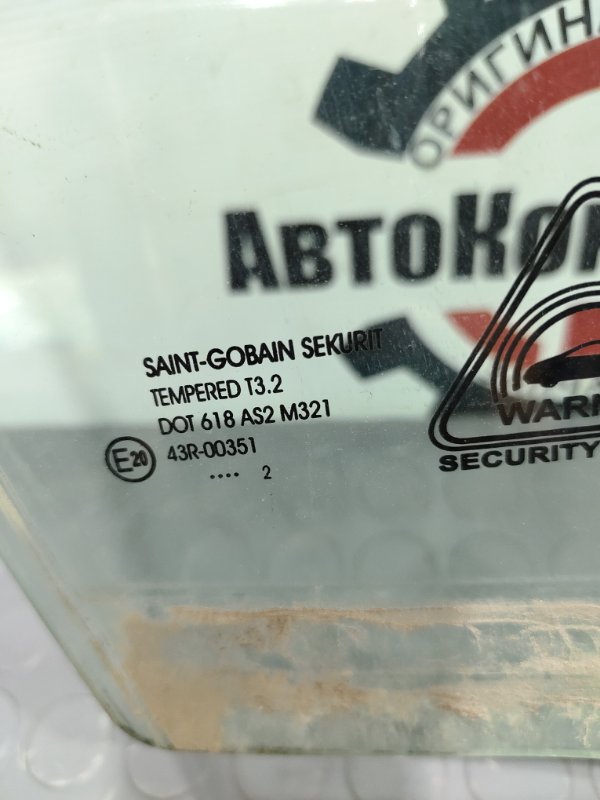 ОРИГИНА
АвтоКо
SAINT-GOBAIN SEKURIT
TEMPERED T3.2
DOT 618 AS2 M321
E20 43R-00351
.... 2
WARN
SECURITY